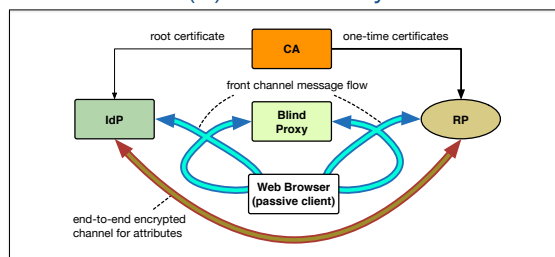 root certificate
CA
one-time certificates
front channel message flow
IdP
Blind
Proxy
RP
Web Browser
(passive client)
end-to-end encrypted
channel for attributes